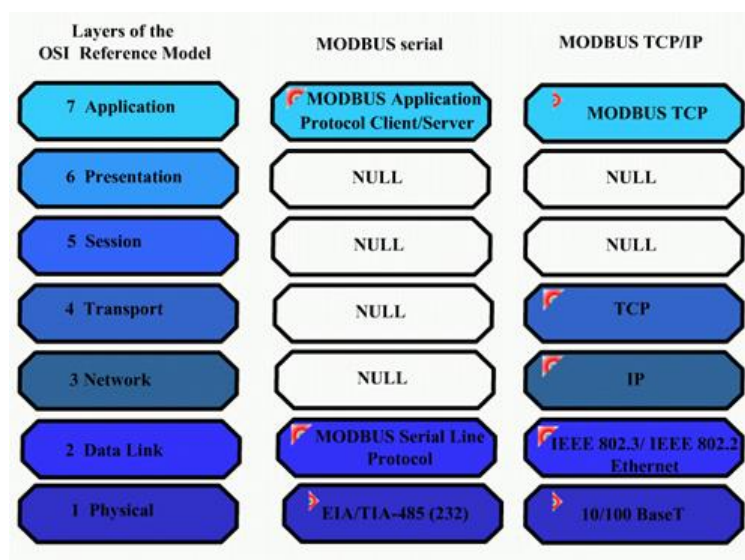 Layers of the
OSI Reference Model
MODBUS serial
MODBUS TCP/IP
7 Application
MODBUS Application
Protocol Client/Server
MODBUS TCP
6 Presentation
NULL
NULL
5 Session
NULL
NULL
4 Transport
NULL
TCP
3 Network
NULL
IP
2 Data Link
MODBUS Serial Line
Protocol
IEEE 802.3/ IEEE 802.2
Ethernet
1 Physical
EIA/TIA-485 (232)
10/100 BaseT